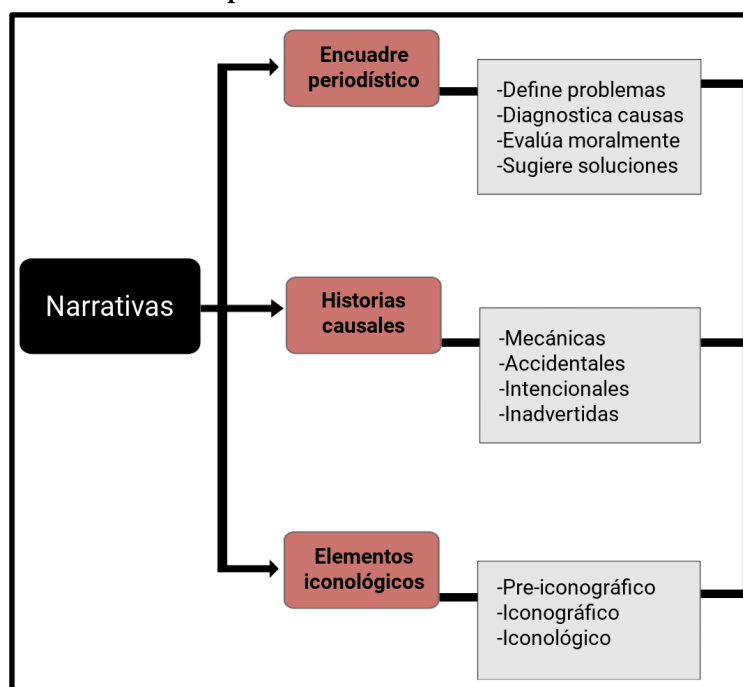 Narrativas
Encuadre
periodístico
-Define problemas
-Diagnostica causas
-Evalúa moralmente
-Sugiere soluciones
Historias
causales
-Mecánicas
-Accidentales
-Intencionales
-Inadvertidas
Elementos
iconológicos
-Pre-iconográfico
-Iconográfico
-Iconológico